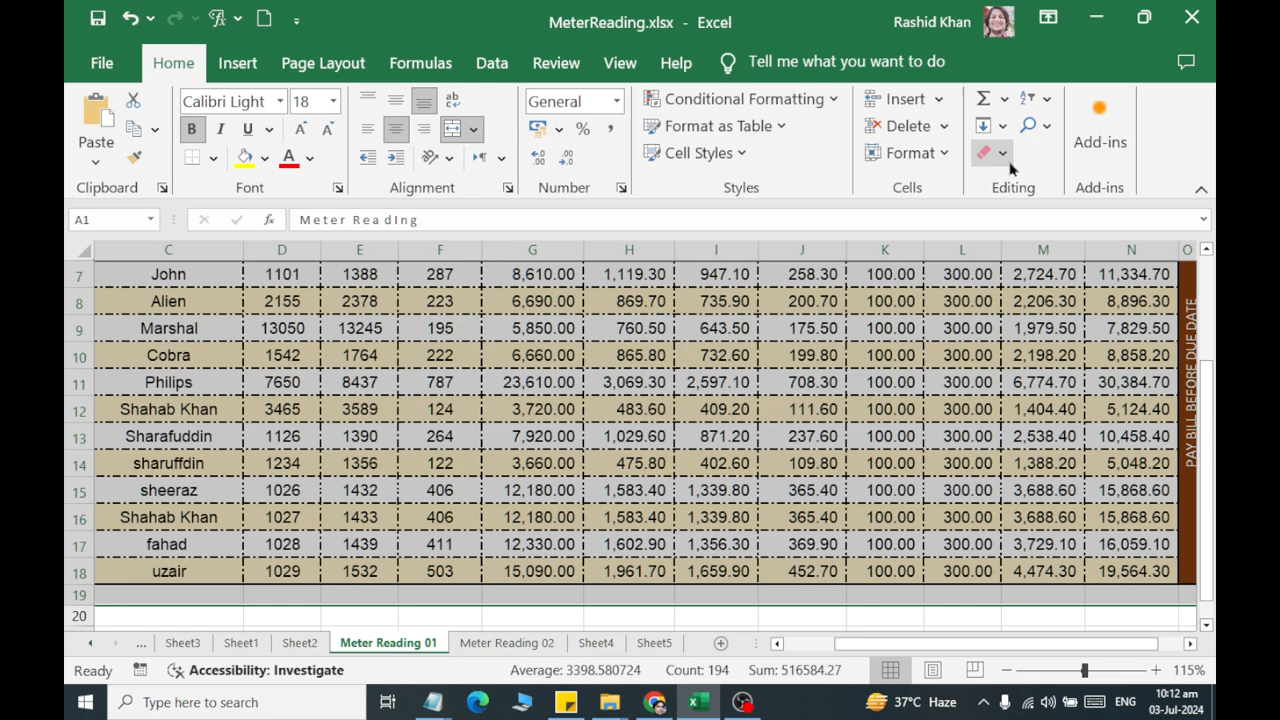 MeterReading.xlsx - Excel
Rashid Khan
File Home Insert Page Layout Formulas Data Review View Help Tell me what you want to do
Paste
Clipboard
Calibri Light 18
B I U A A
A
Font
ab
Alignment
General
% ,
Number
Conditional Formatting
Format as Table
Cell Styles
Styles
Insert
Delete
Format
Cells
Σ
Editing
Add-ins
Add-ins
A1 fx Meter ReadIng
C D E F G H I J K L M N O
7 John 1101 1388 287 8,610.00 1,119.30 947.10 258.30 100.00 300.00 2,724.70 11,334.70
8 Alien 2155 2378 223 6,690.00 869.70 735.90 200.70 100.00 300.00 2,206.30 8,896.30
9 Marshal 13050 13245 195 5,850.00 760.50 643.50 175.50 100.00 300.00 1,979.50 7,829.50
10 Cobra 1542 1764 222 6,660.00 865.80 732.60 199.80 100.00 300.00 2,198.20 8,858.20
11 Philips 7650 8437 787 23,610.00 3,069.30 2,597.10 708.30 100.00 300.00 6,774.70 30,384.70
12 Shahab Khan 3465 3589 124 3,720.00 483.60 409.20 111.60 100.00 300.00 1,404.40 5,124.40
13 Sharafuddin 1126 1390 264 7,920.00 1,029.60 871.20 237.60 100.00 300.00 2,538.40 10,458.40
14 sharuffdin 1234 1356 122 3,660.00 475.80 402.60 109.80 100.00 300.00 1,388.20 5,048.20
15 sheeraz 1026 1432 406 12,180.00 1,583.40 1,339.80 365.40 100.00 300.00 3,688.60 15,868.60
16 Shahab Khan 1027 1433 406 12,180.00 1,583.40 1,339.80 365.40 100.00 300.00 3,688.60 15,868.60
17 fahad 1028 1439 411 12,330.00 1,602.90 1,356.30 369.90 100.00 300.00 3,729.10 16,059.10
18 uzair 1029 1532 503 15,090.00 1,961.70 1,659.90 452.70 100.00 300.00 4,474.30 19,564.30
19
20
PAY BILL BEFORE DUE DATE
... Sheet3 Sheet1 Sheet2 Meter Reading 01 Meter Reading 02 Sheet4 Sheet5
Ready Accessibility: Investigate Average: 3398.580724 Count: 194 Sum: 516584.27 115%
Type here to search 37°C Haze ENG 10:12 am
03-Jul-2024